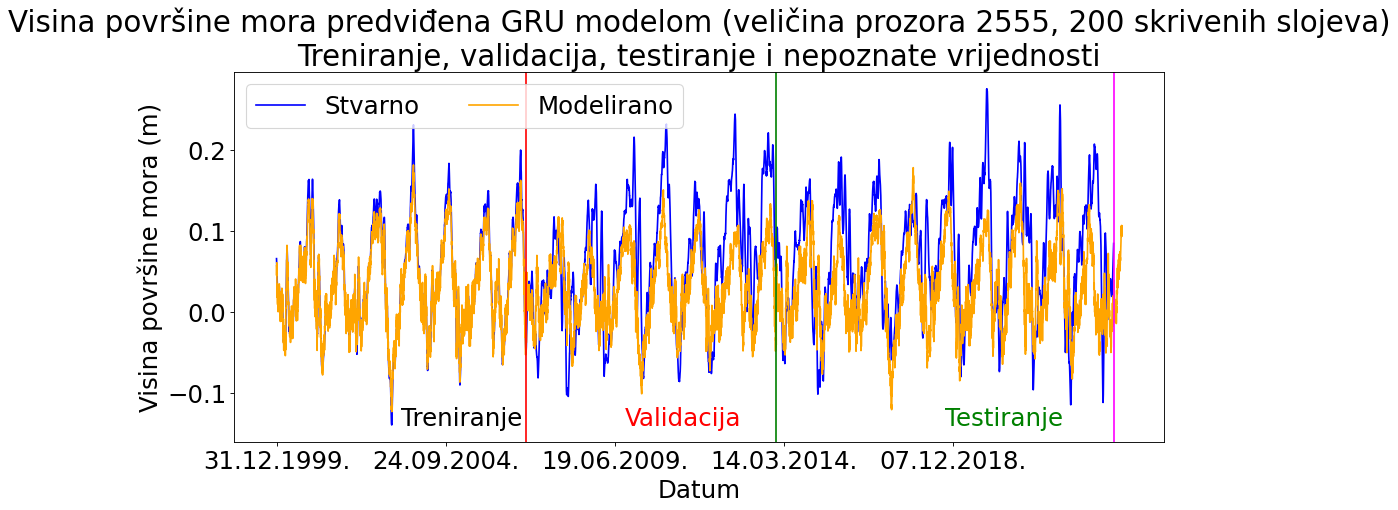 Visina površine mora predviđena GRU modelom (veličina prozora 2555, 200 skrivenih slojeva)
Treniranje, validacija, testiranje i nepoznate vrijednosti
Stvarno
Modelirano
Visina površine mora (m)
0.2
0.1
0.0
−0.1
Treniranje
Validacija
Testiranje
31.12.1999.
24.09.2004.
19.06.2009.
14.03.2014.
07.12.2018.
Datum